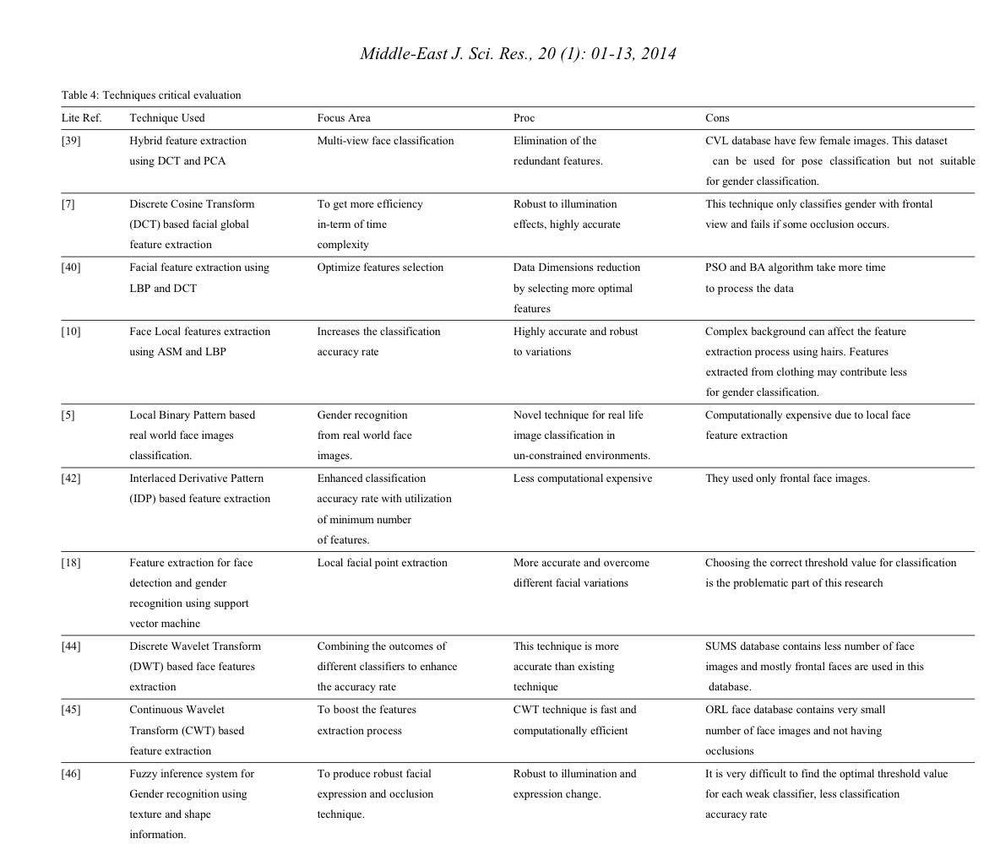 Middle-East J. Sci. Res., 20 (1): 01-13, 2014
Table 4: Techniques critical evaluation
Lite Ref. Technique Used Focus Area Proc Cons
[39] Hybrid feature extraction Multi-view face classification Elimination of the CVL database have few female images. This dataset
using DCT and PCA redundant features. can be used for pose classification but not suitable
for gender classification.
[7] Discrete Cosine Transform To get more efficiency Robust to illumination This technique only classifies gender with frontal
(DCT) based facial global in-term of time effects, highly accurate view and fails if some occlusion occurs.
feature extraction complexity
[40] Facial feature extraction using Optimize features selection Data Dimensions reduction PSO and BA algorithm take more time
LBP and DCT by selecting more optimal to process the data
features
[10] Face Local features extraction Increases the classification Highly accurate and robust Complex background can affect the feature
using ASM and LBP accuracy rate to variations extraction process using hairs. Features
extracted from clothing may contribute less
for gender classification.
[5] Local Binary Pattern based Gender recognition Novel technique for real life Computationally expensive due to local face
real world face images from real world face image classification in feature extraction
classification. images. un-constrained environments.
[42] Interlaced Derivative Pattern Enhanced classification Less computational expensive They used only frontal face images.
(IDP) based feature extraction accuracy rate with utilization
of minimum number
of features.
[18] Feature extraction for face Local facial point extraction More accurate and overcome Choosing the correct threshold value for classification
detection and gender different facial variations is the problematic part of this research
recognition using support
vector machine
[44] Discrete Wavelet Transform Combining the outcomes of This technique is more SUMS database contains less number of face
(DWT) based face features different classifiers to enhance accurate than existing images and mostly frontal faces are used in this
extraction the accuracy rate technique database.
[45] Continuous Wavelet To boost the features CWT technique is fast and ORL face database contains very small
Transform (CWT) based extraction process computationally efficient number of face images and not having
feature extraction occlusions
[46] Fuzzy inference system for To produce robust facial Robust to illumination and It is very difficult to find the optimal threshold value
Gender recognition using expression and occlusion expression change. for each weak classifier, less classification
texture and shape technique. accuracy rate
information.